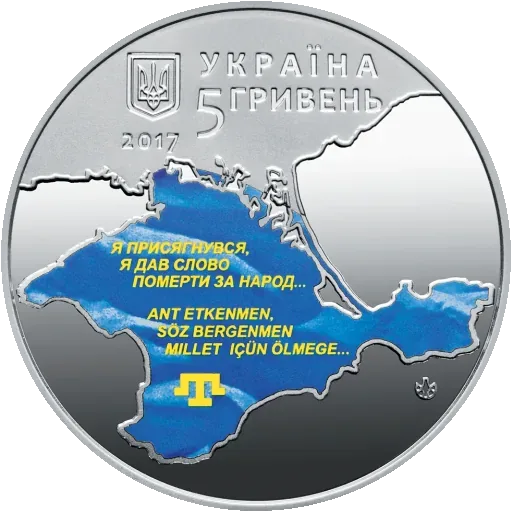 УКРАЇНА
5 ГРИВЕНЬ
2017
Я ПРИСЯГНУВСЯ,
Я ДАВ СЛОВО
ПОМЕРТИ ЗА НАРОД...
ANT ETKENMEN,
SÖZ BERGENMEN
MILLET IÇÜN ÖLMEGE...